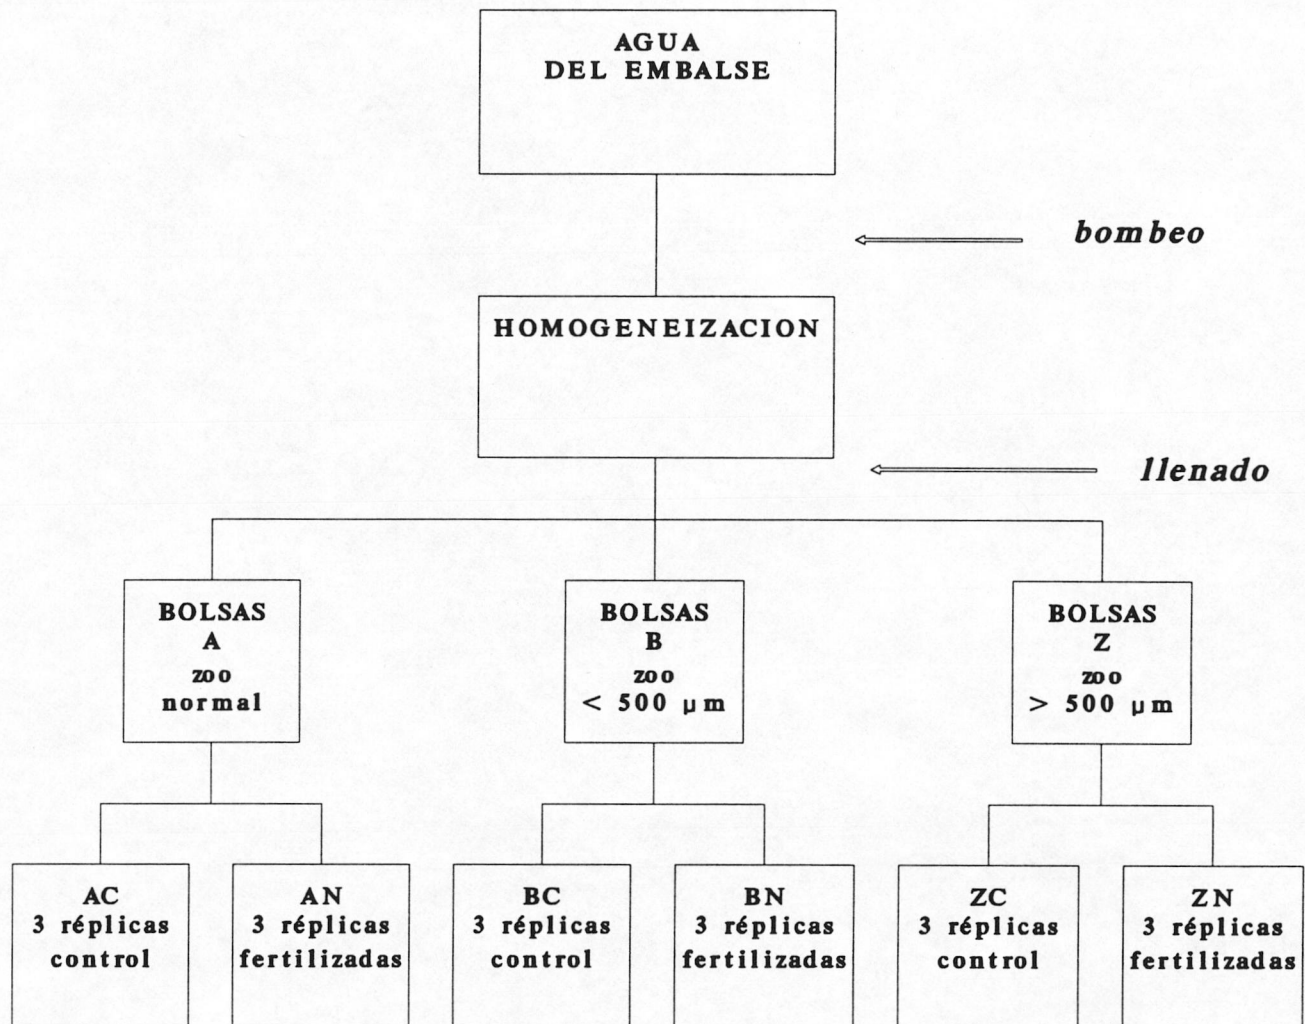 AGUA
DEL EMBALSE
bombeo
HOMOGENEIZACION
llenado
BOLSAS
A
zoo
normal
BOLSAS
B
zoo
< 500 µm
BOLSAS
Z
zoo
> 500 µm
AC
3 réplicas
control
AN
3 réplicas
fertilizadas
BC
3 réplicas
control
BN
3 réplicas
fertilizadas
ZC
3 réplicas
control
ZN
3 réplicas
fertilizadas